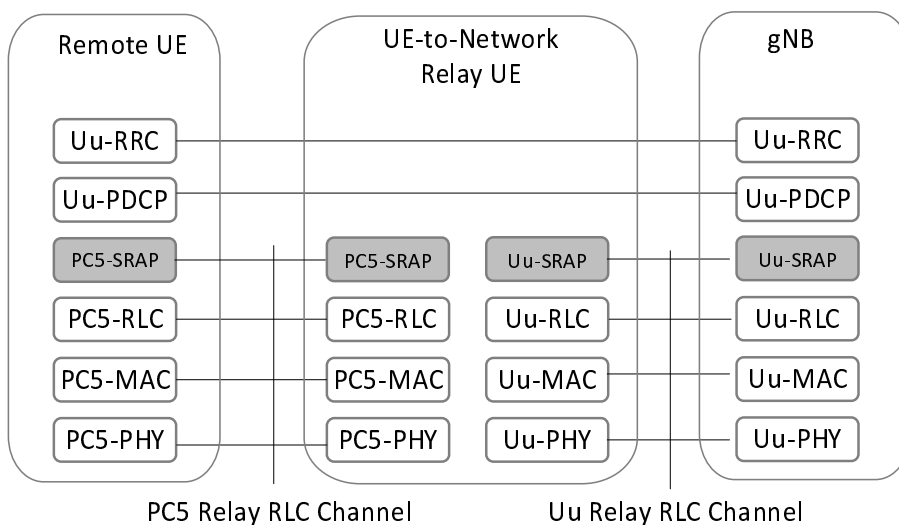 Remote UE
UE-to-Network
Relay UE
gNB
Uu-RRC
Uu-RRC
Uu-PDCP
Uu-PDCP
PC5-SRAP
PC5-SRAP
Uu-SRAP
Uu-SRAP
PC5-RLC
PC5-RLC
Uu-RLC
Uu-RLC
PC5-MAC
PC5-MAC
Uu-MAC
Uu-MAC
PC5-PHY
PC5-PHY
Uu-PHY
Uu-PHY
PC5 Relay RLC Channel
Uu Relay RLC Channel